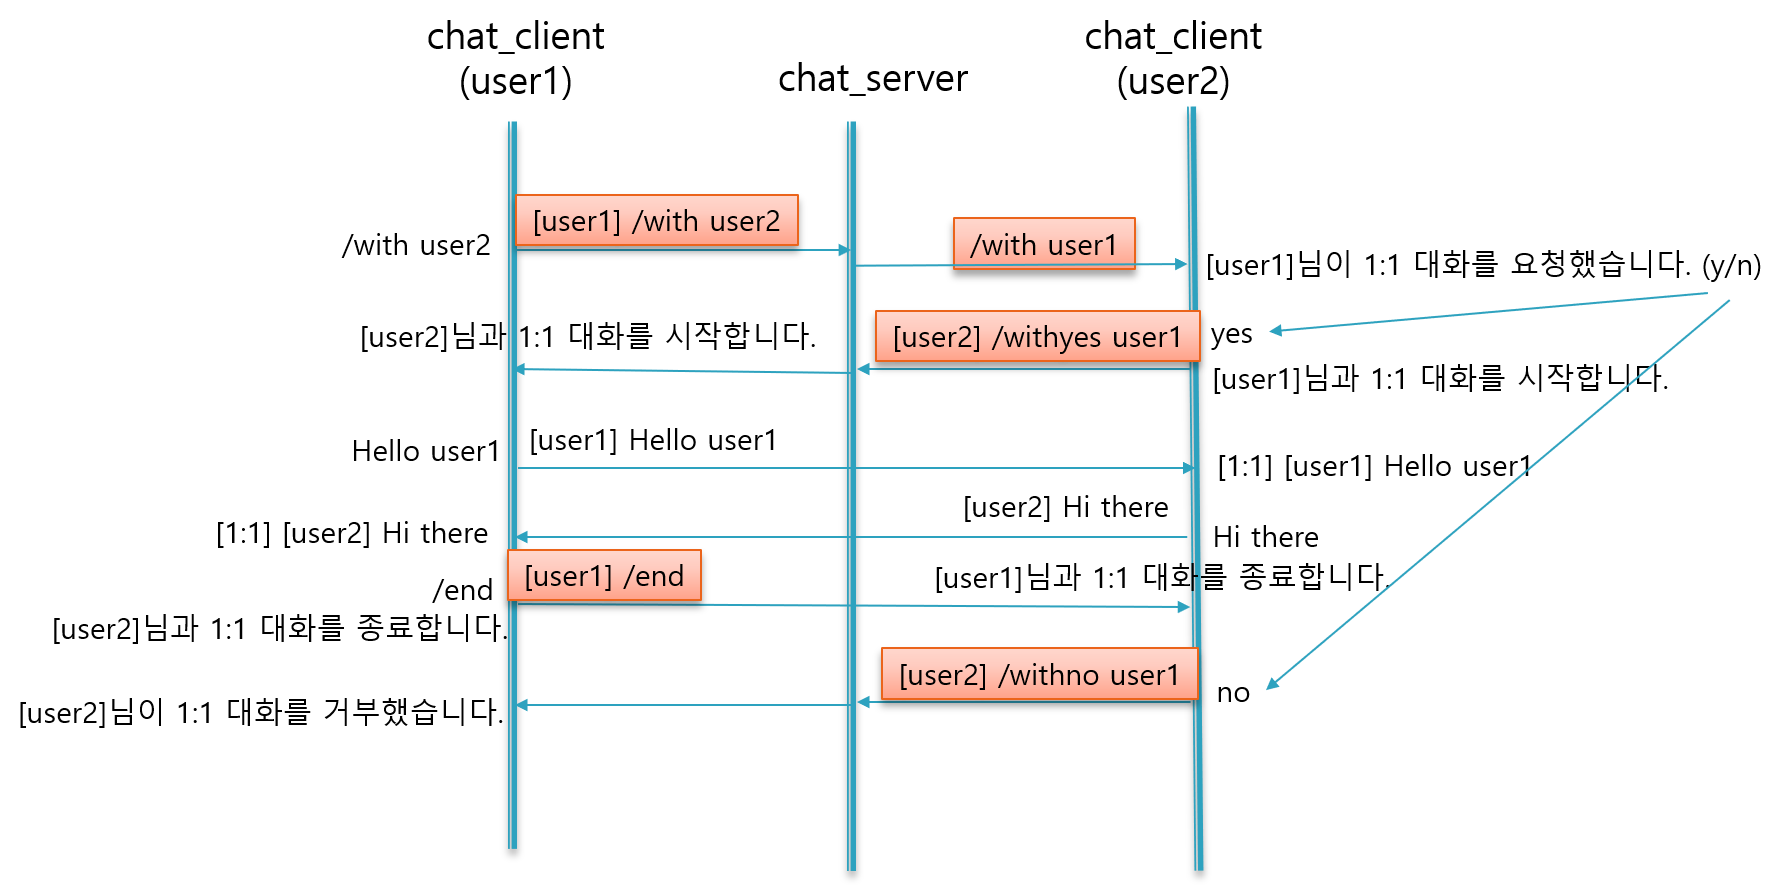 chat_client
(user1)
chat_server
chat_client
(user2)
[user1] /with user2
/with user2
/with user1
[user1]님이 1:1 대화를 요청했습니다. (y/n)
[user2]님과 1:1 대화를 시작합니다.
[user2] /withyes user1
yes
[user1]님과 1:1 대화를 시작합니다.
Hello user1
[user1] Hello user1
[1:1] [user1] Hello user1
[user2] Hi there
[1:1] [user2] Hi there
Hi there
/end
[user1] /end
[user1]님과 1:1 대화를 종료합니다.
[user2]님과 1:1 대화를 종료합니다.
[user2] /withno user1
no
[user2]님이 1:1 대화를 거부했습니다.